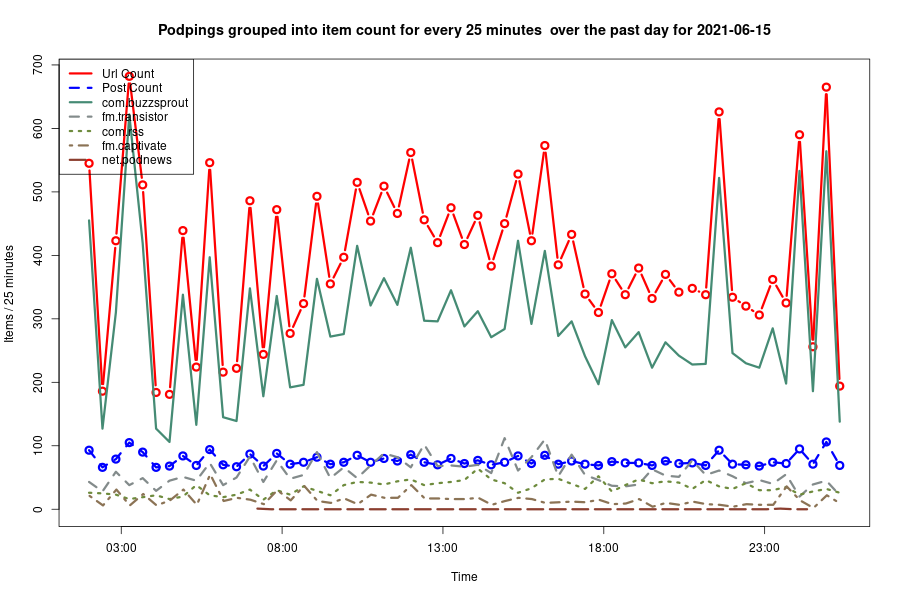 Podpings grouped into item count for every 25 minutes  over the past day for 2021-06-15
Url Count
Post Count
com.buzzsprout
fm.transistor
com.rss
fm.captivate
net.podnews
700
600
500
400
300
200
100
0
Items / 25 minutes
03:00 08:00 13:00 18:00 23:00
Time